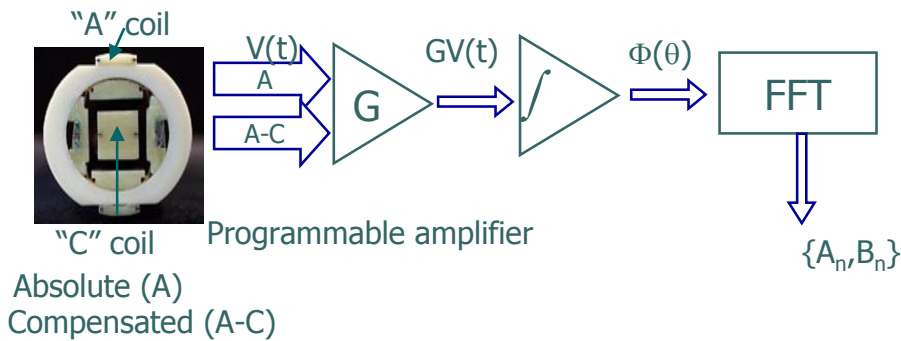 “A” coil
V(t)
A
A-C
G
GV(t)
∫
Φ(θ)
FFT
“C” coil
Programmable amplifier
{Aₙ,Bₙ}
Absolute (A)
Compensated (A-C)